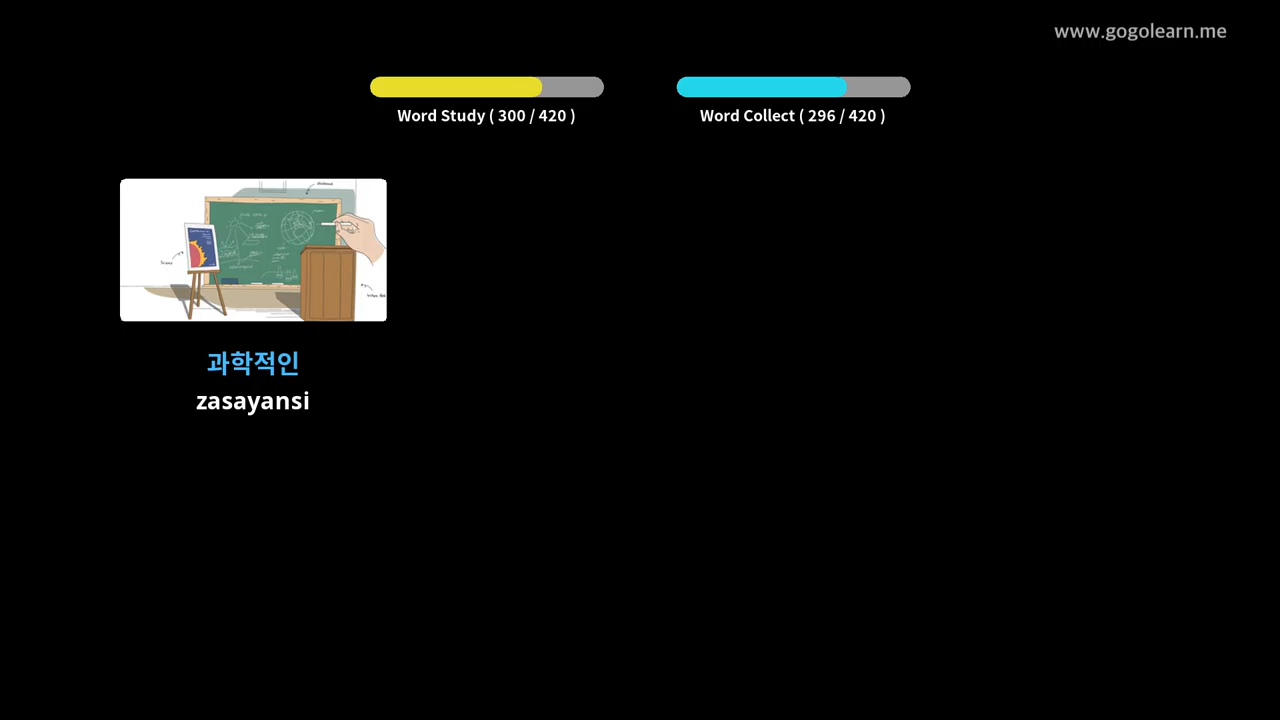 www.gogolearn.me
Word Study ( 300 / 420 )
Word Collect ( 296 / 420 )
과학적인
zasayansi